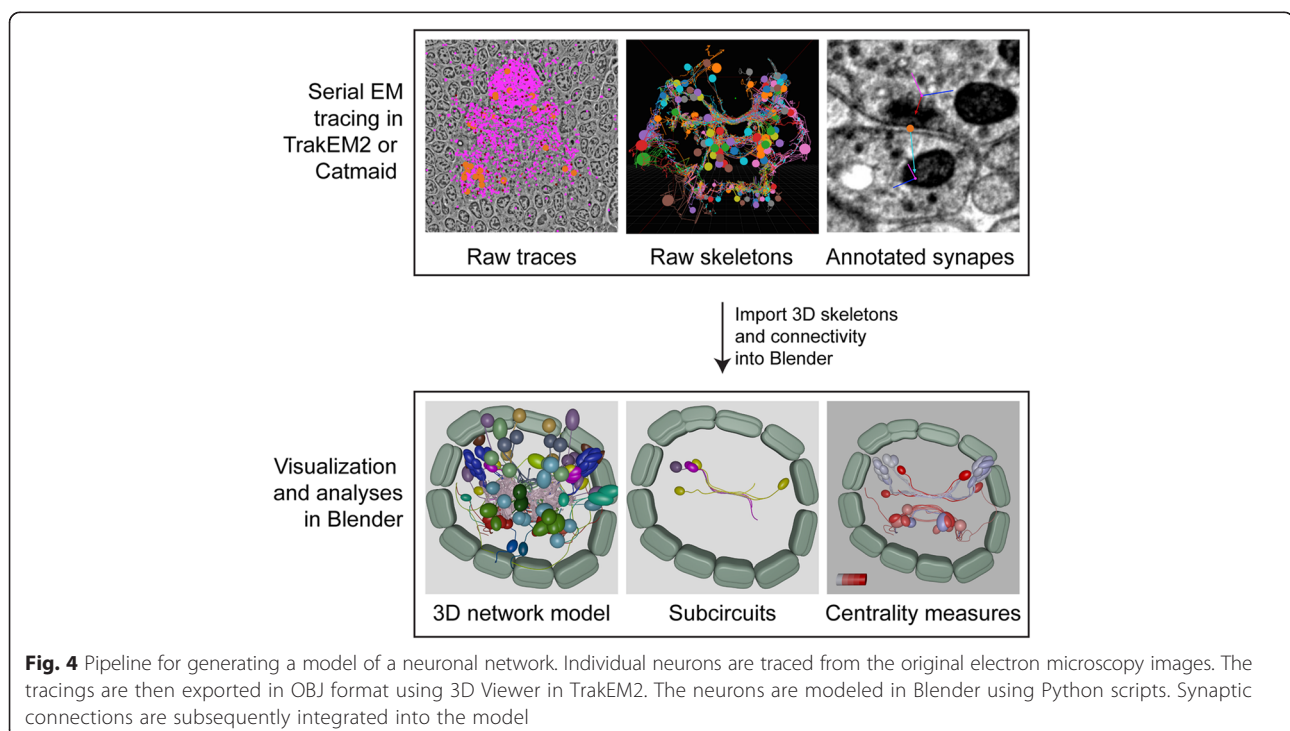 Serial EM
tracing in
TrakEM2 or
Catmaid
Raw traces
Raw skeletons
Annotated synapes
Import 3D skeletons
and connectivity
into Blender
Visualization
and analyses
in Blender
3D network model
Subcircuits
Centrality measures
Fig. 4 Pipeline for generating a model of a neuronal network. Individual neurons are traced from the original electron microscopy images. The
tracings are then exported in OBJ format using 3D Viewer in TrakEM2. The neurons are modeled in Blender using Python scripts. Synaptic
connections are subsequently integrated into the model